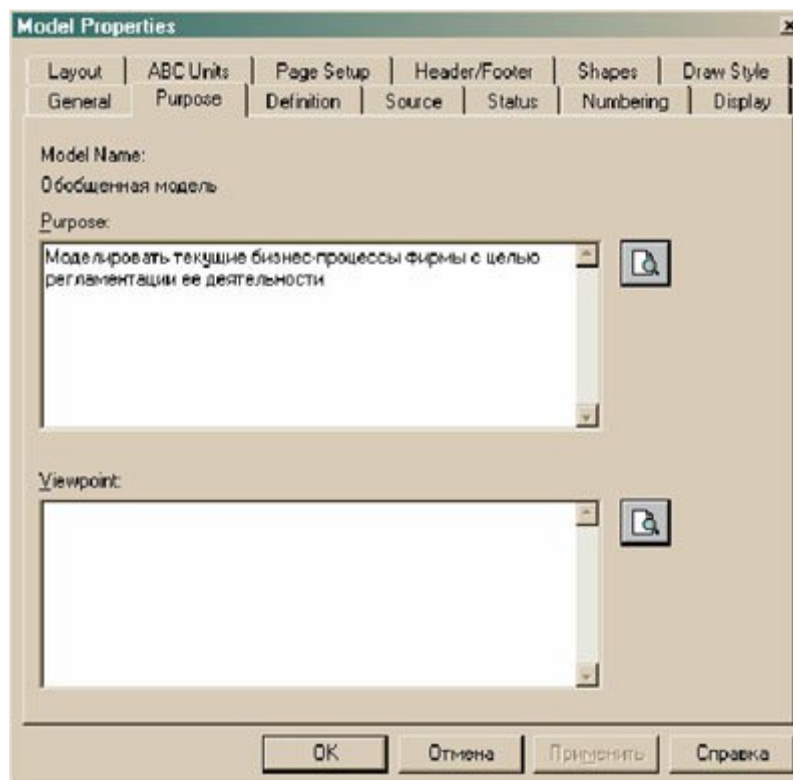 Model Properties
Layout ABC Units Page Setup Header/Footer Shapes Draw Style
General Purpose Definition Source Status Numbering Display
Model Name:
Обобщенная модель
Purpose:
Моделировать текущие бизнес-процессы фирмы с целью
регламентации ее деятельности
Viewpoint:
OK Отмена Применить Справка